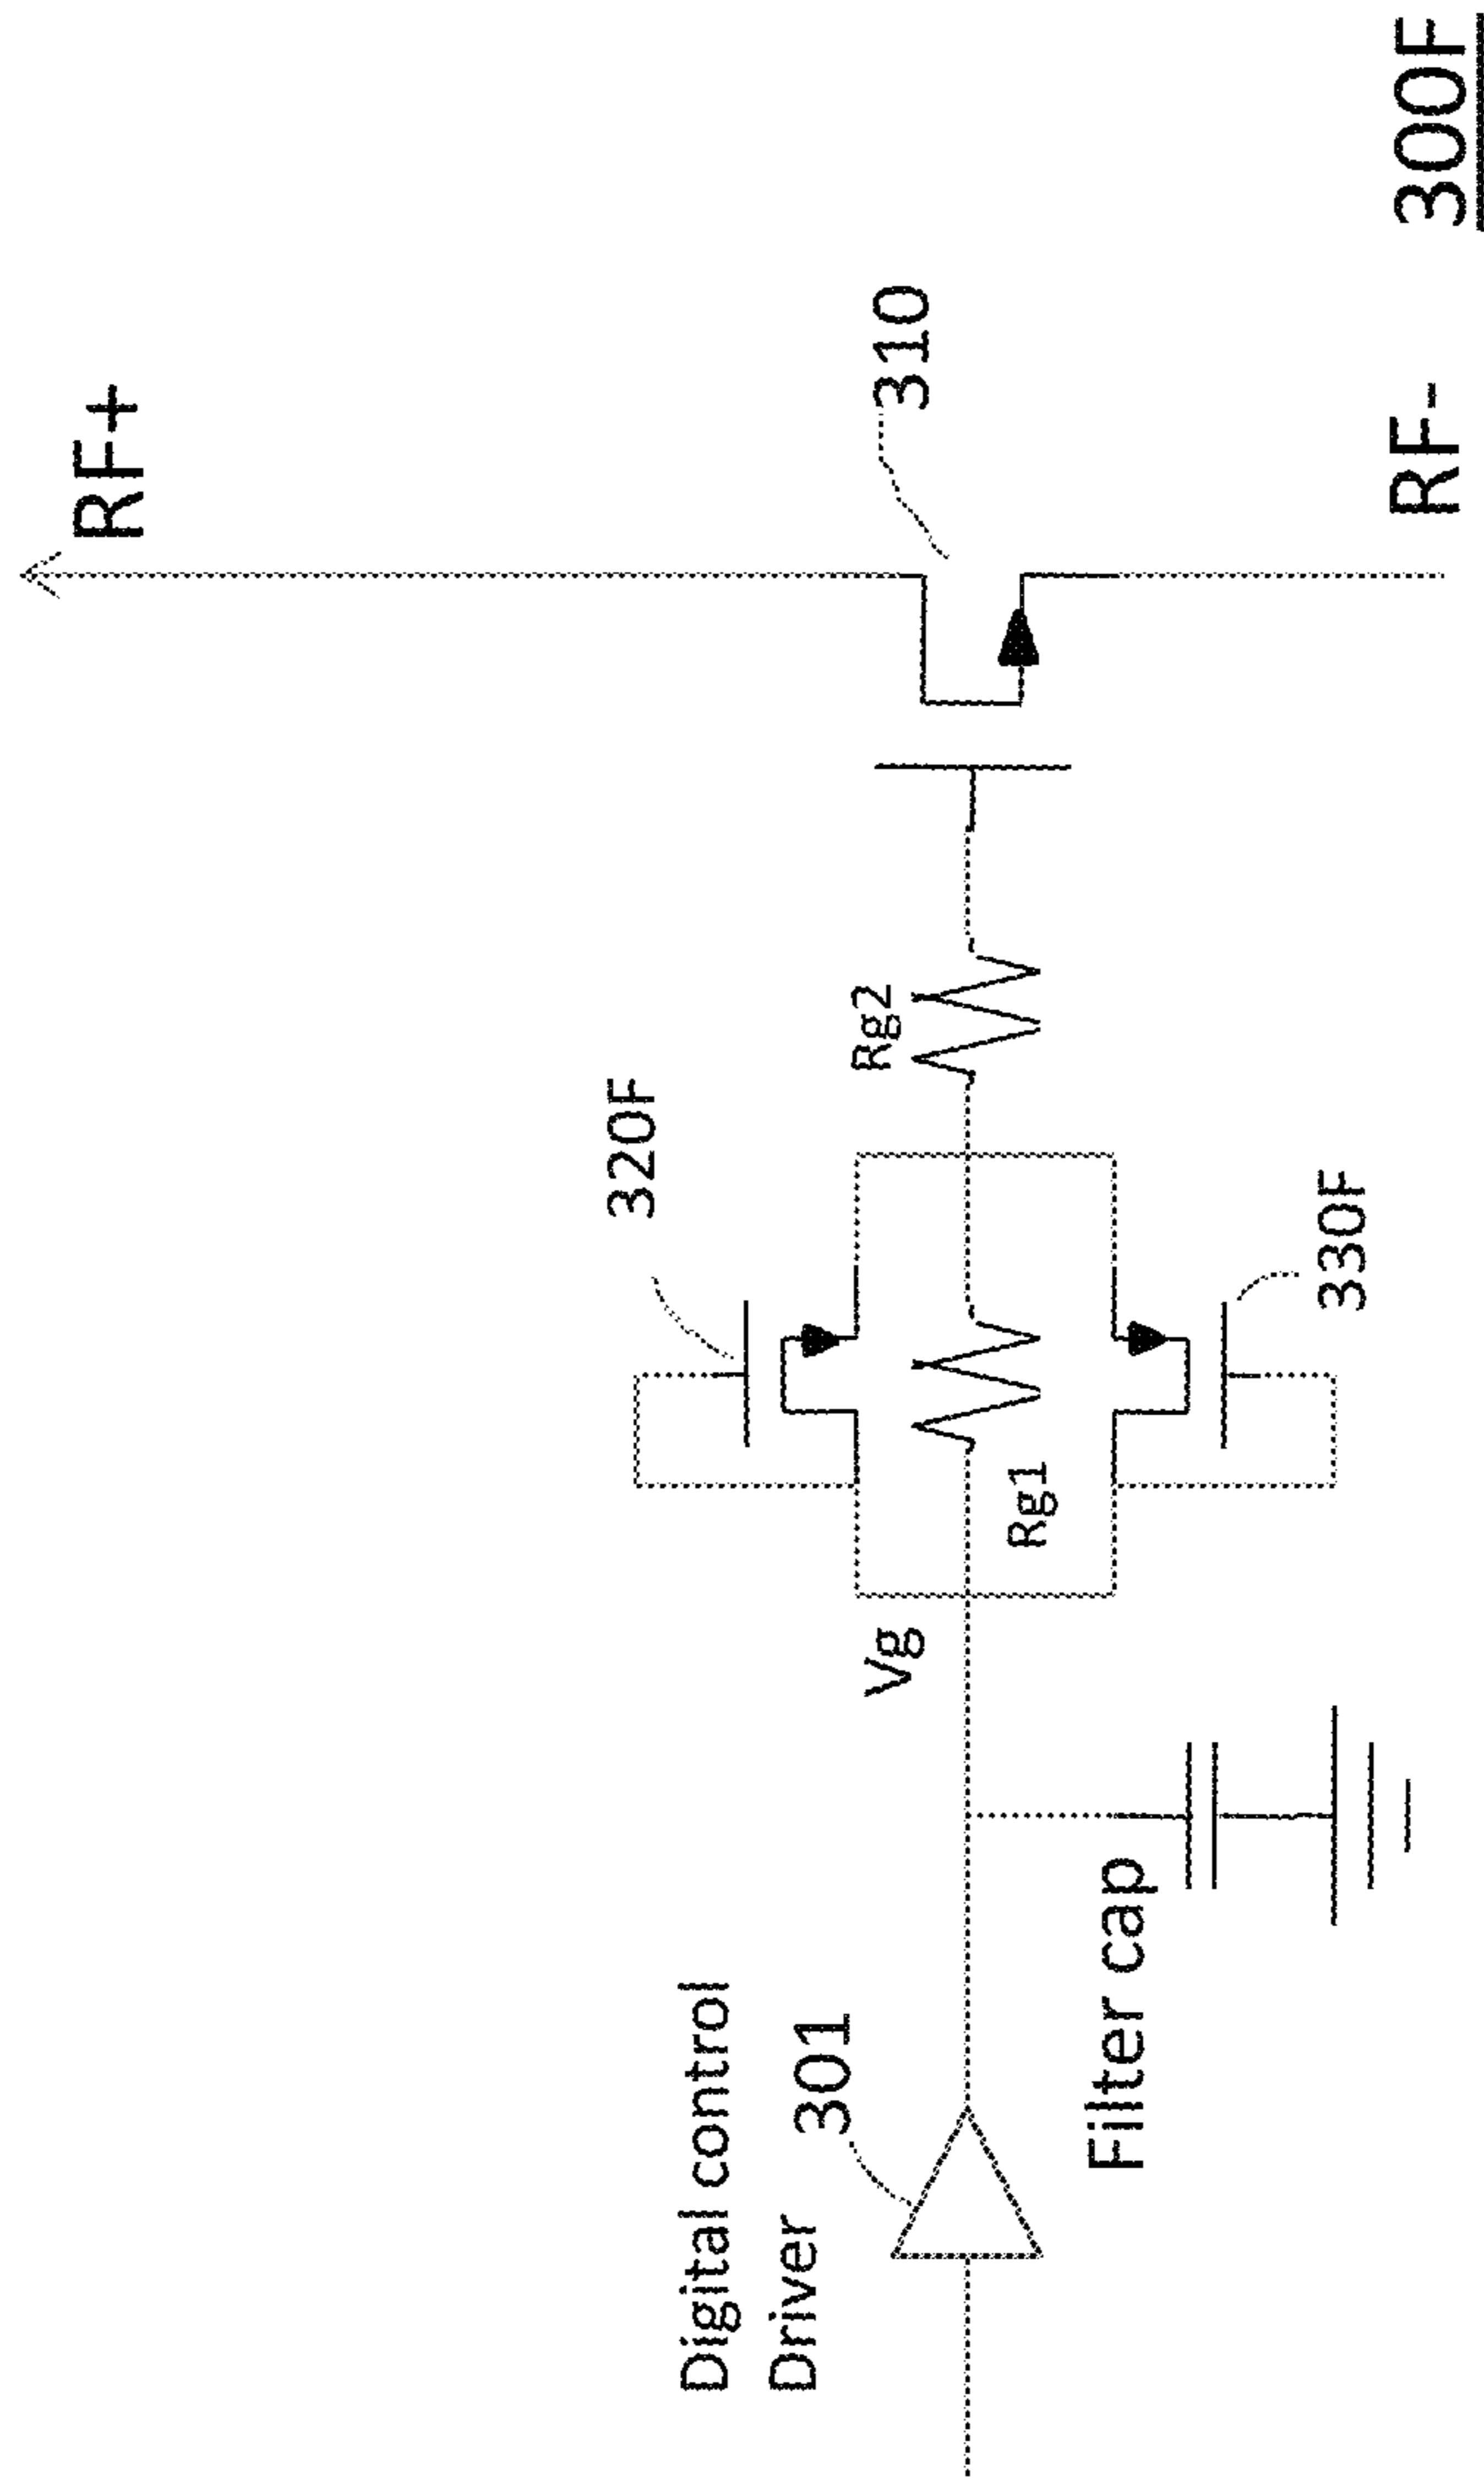 RF+
310
320F
Rg2
Digital control
Driver
301
Vg
Rg1
Filter cap
330F
RF-
300F